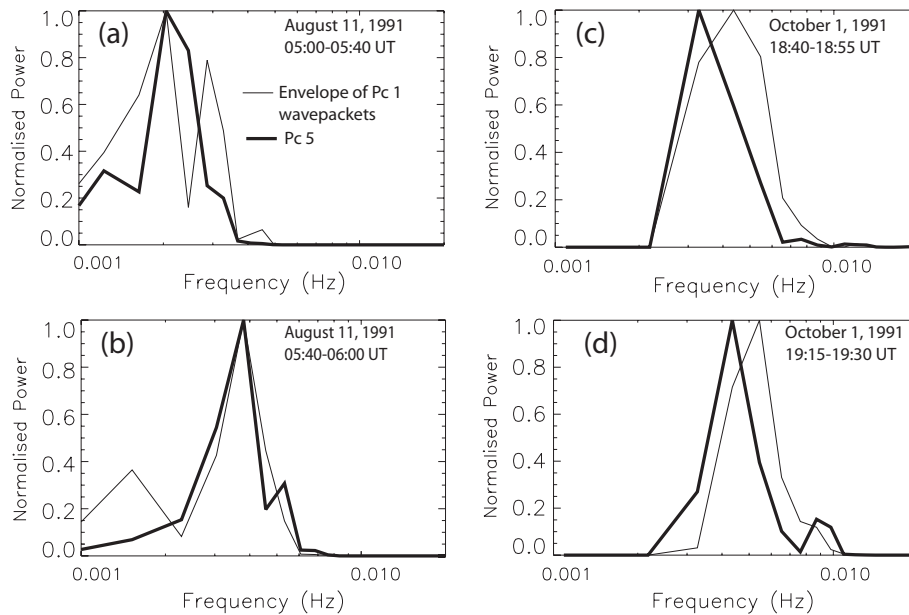 (a)
August 11, 1991
05:00-05:40 UT
Envelope of Pc 1
wavepackets
Pc 5
Normalised Power
1.0
0.8
0.6
0.4
0.2
0.0
0.001
0.010
Frequency (Hz)
(c)
October 1, 1991
18:40-18:55 UT
Normalised Power
1.0
0.8
0.6
0.4
0.2
0.0
0.001
0.010
Frequency (Hz)
(b)
August 11, 1991
05:40-06:00 UT
Normalised Power
1.0
0.8
0.6
0.4
0.2
0.0
0.001
0.010
Frequency (Hz)
(d)
October 1, 1991
19:15-19:30 UT
Normalised Power
1.0
0.8
0.6
0.4
0.2
0.0
0.001
0.010
Frequency (Hz)